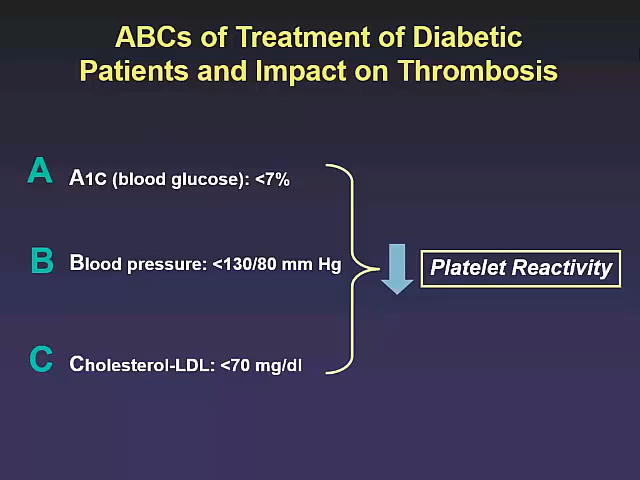 ABCs of Treatment of Diabetic
Patients and Impact on Thrombosis
A A1C (blood glucose): <7%
B Blood pressure: <130/80 mm Hg
Platelet Reactivity
C Cholesterol-LDL: <70 mg/dl